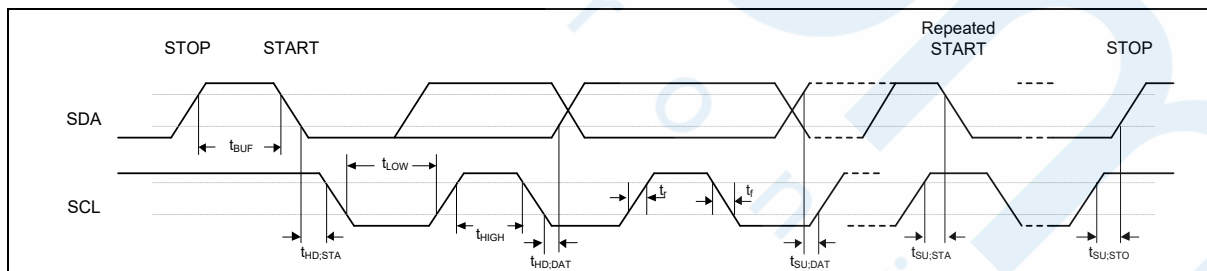 STOP
START
Repeated
START
STOP
SDA
tBUF
tLOW
SCL
tr
tf
tHIGH
tHD;STA
tHD;DAT
tSU;DAT
tSU;STA
tSU;STO